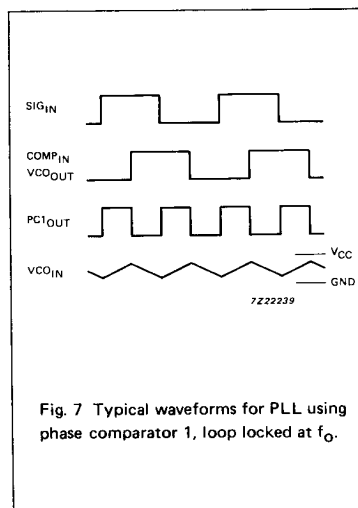 SIG_IN
COMP_IN
VCO_OUT
PC1_OUT
VCO_IN
V_CC
GND
7Z22239
Fig. 7 Typical waveforms for PLL using
phase comparator 1, loop locked at f_o.